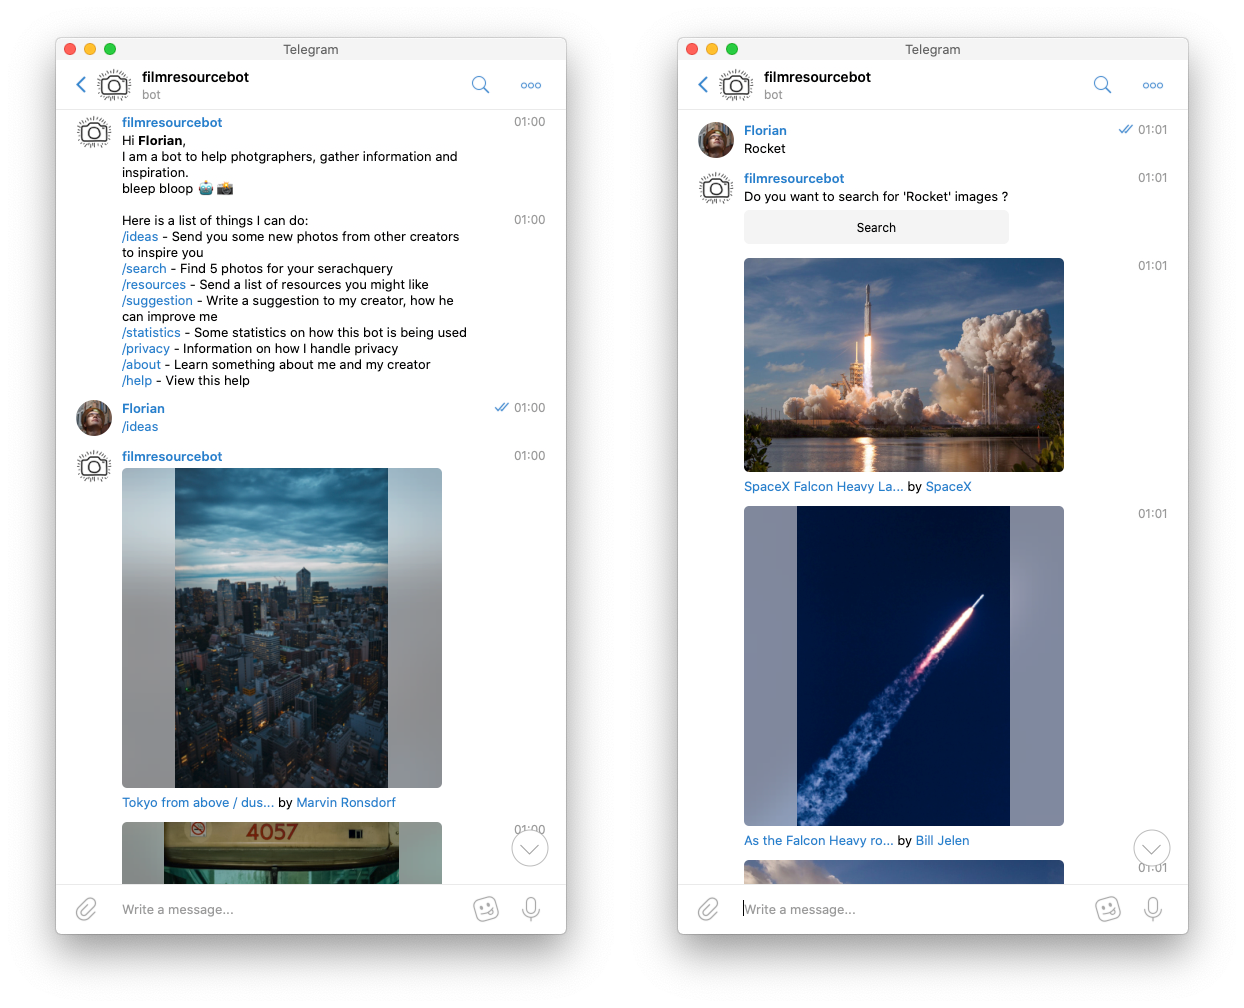 Telegram
filmresourcebot
bot
filmresourcebot 01:00
Hi Florian,
I am a bot to help photgraphers, gather information and
inspiration.
bleep bloop
Here is a list of things I can do: 01:00
/ideas - Send you some new photos from other creators
to inspire you
/search - Find 5 photos for your serachquery
/resources - Send a list of resources you might like
/suggestion - Write a suggestion to my creator, how he
can improve me
/statistics - Some statistics on how this bot is being used
/privacy - Information on how I handle privacy
/about - Learn something about me and my creator
/help - View this help
Florian 01:00
/ideas
filmresourcebot 01:00
Tokyo from above / dus... by Marvin Ronsdorf
4057
01:00
Write a message...
Telegram
filmresourcebot
bot
Florian 01:01
Rocket
filmresourcebot 01:01
Do you want to search for 'Rocket' images ?
Search
01:01
SpaceX Falcon Heavy La... by SpaceX
01:01
As the Falcon Heavy ro... by Bill Jelen
01:01
Write a message...